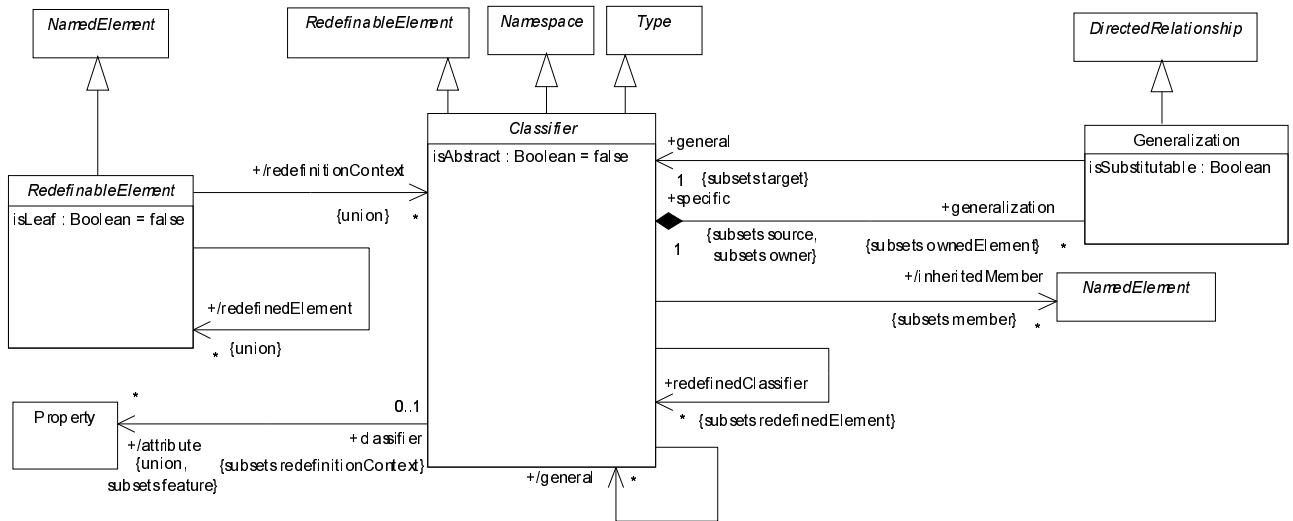 NamedElement
RedefinableElement
Namespace
Type
DirectedRelationship
Classifier
isAbstract : Boolean = false
Generalization
isSubstitutable : Boolean
RedefinableElement
isLeaf : Boolean = false
+/redefinitionContext
{union}
*
+general
1
{subsets target}
+specific
1
{subsets source,
subsets owner}
+generalization
{subsets ownedElement}
*
+/redefinedElement
*
{union}
+/inheritedMember
{subsets member}
*
NamedElement
+redefinedClassifier
*
{subsets redefinedElement}
Property
*
+/attribute
{union,
subsets feature}
0..1
+classifier
{subsets redefinitionContext}
+/general
*